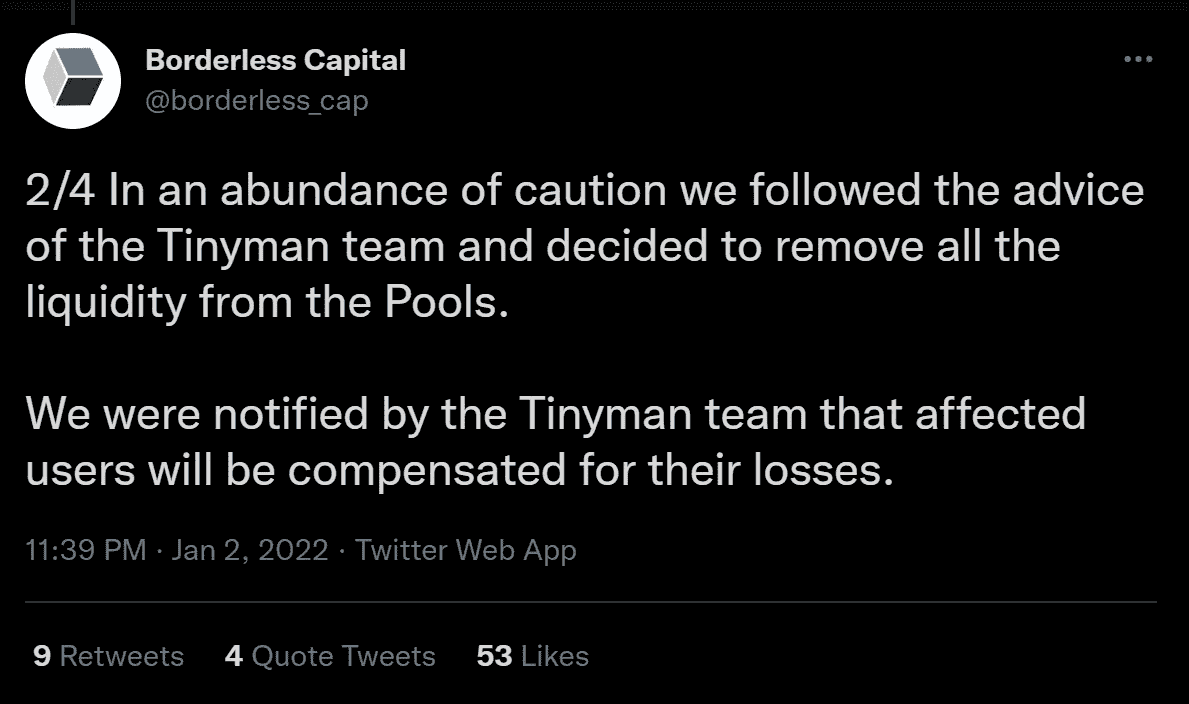 Borderless Capital
@borderless_cap
2/4 In an abundance of caution we followed the advice
of the Tinyman team and decided to remove all the
liquidity from the Pools.
We were notified by the Tinyman team that affected
users will be compensated for their losses.
11:39 PM · Jan 2, 2022 · Twitter Web App
9 Retweets 4 Quote Tweets 53 Likes